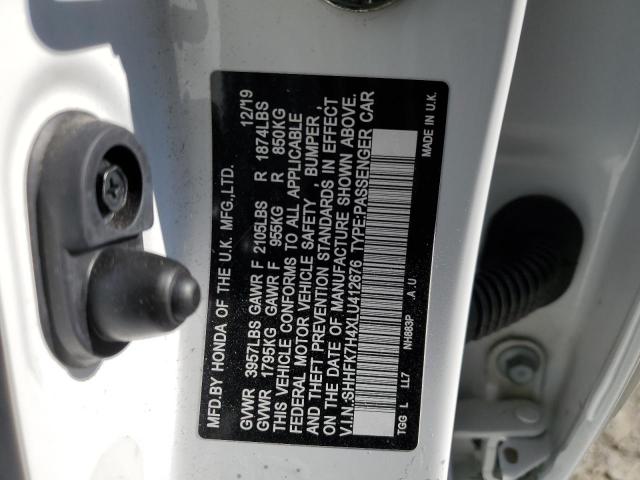 MFD.BY HONDA OF THE U.K. MFG.,LTD. 12/19
GVWR 3957LBS GAWR F 2105LBS R 1874LBS
GVWR 1795KG GAWR F 955KG R 850KG
THIS VEHICLE CONFORMS TO ALL APPLICABLE
FEDERAL MOTOR VEHICLE SAFETY , BUMPER ,
AND THEFT PREVENTION STANDARDS IN EFFECT
ON THE DATE OF MANUFACTURE SHOWN ABOVE.
V.I.N.:SHHFK7H4XLU412676 TYPE:PASSENGER CAR
TGG L LL7 NH883P .A .U MADE IN U.K.